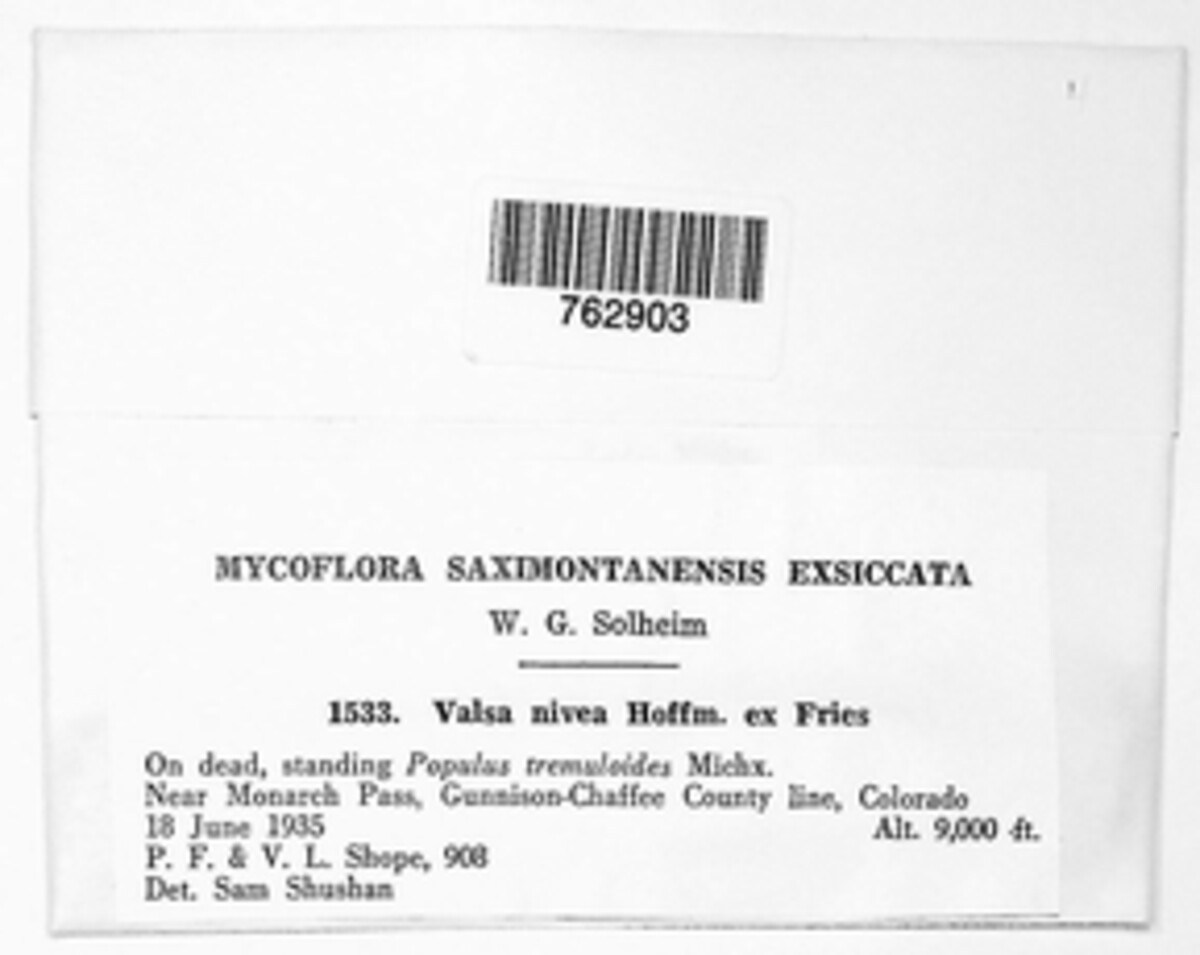 762903
MYCOFLORA SAXIMONTANENSIS EXSICCATA
W. G. Solheim
1533. Valsa nivea Hoffm. ex Fries
On dead, standing Populus tremuloides Michx.
Near Monarch Pass, Gunnison-Chaffee County line, Colorado
18 June 1935 Alt. 9,000 ft.
P. F. & V. L. Shope, 908
Det. Sam Shushan